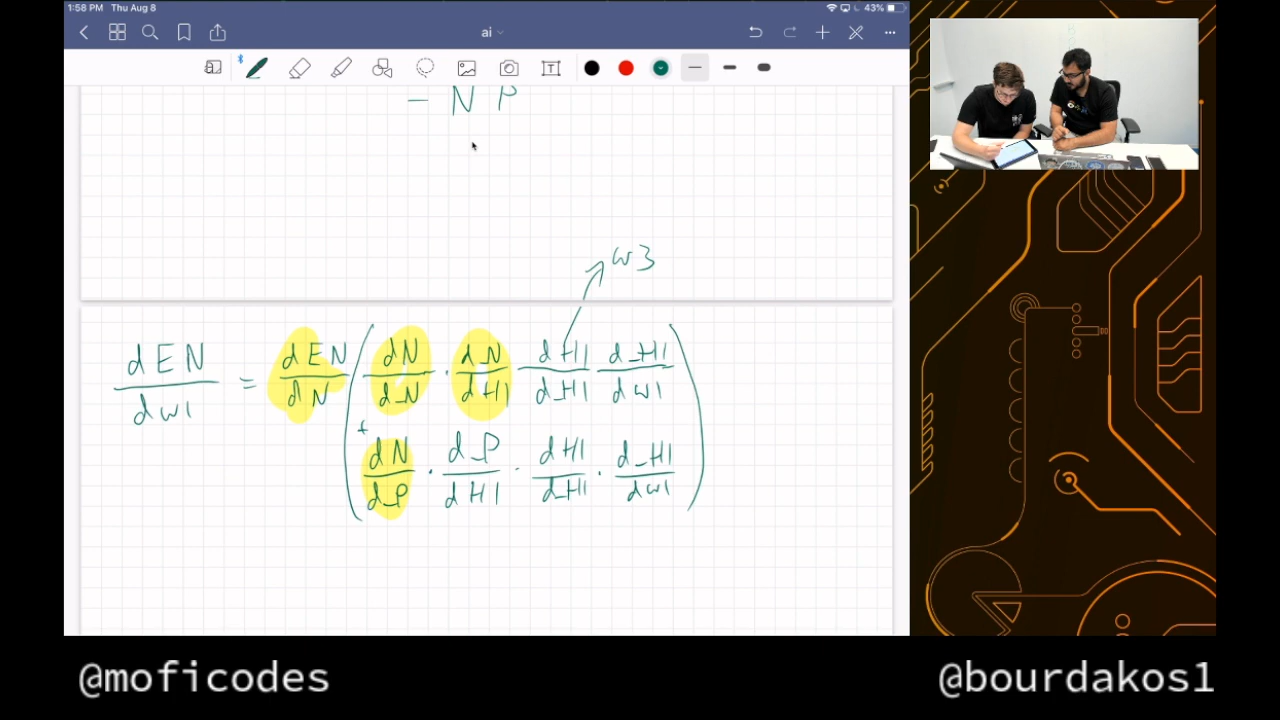 1:58 PM Thu Aug 8
43%
ai
T
– N P
w3
dEN/dw1 = dEN/dN ( dN/d_N · d_N/dH1 dH1/d_H1 d_H1/dw1
+ dN/d_P · d_P/dH1 · dH1/d_H1 · d_H1/dw1 )
@moficodes
@bourdakos1